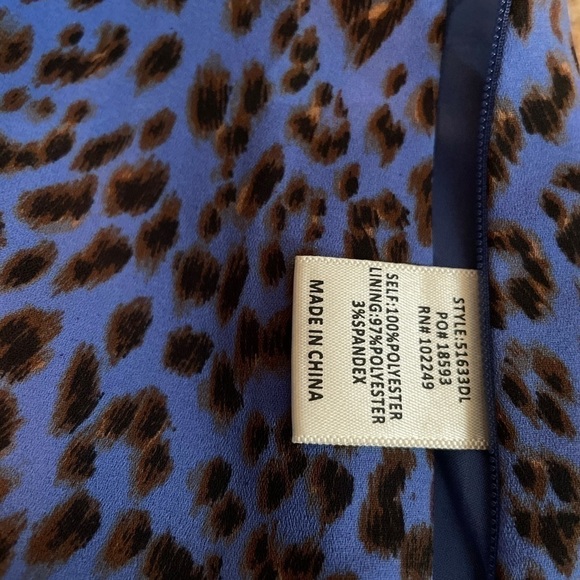 STYLE:51633DL
PO# 18593
RN# 102249
SELF:100%POLYESTER
LINING:97%POLYESTER
3%SPANDEX
MADE IN CHINA